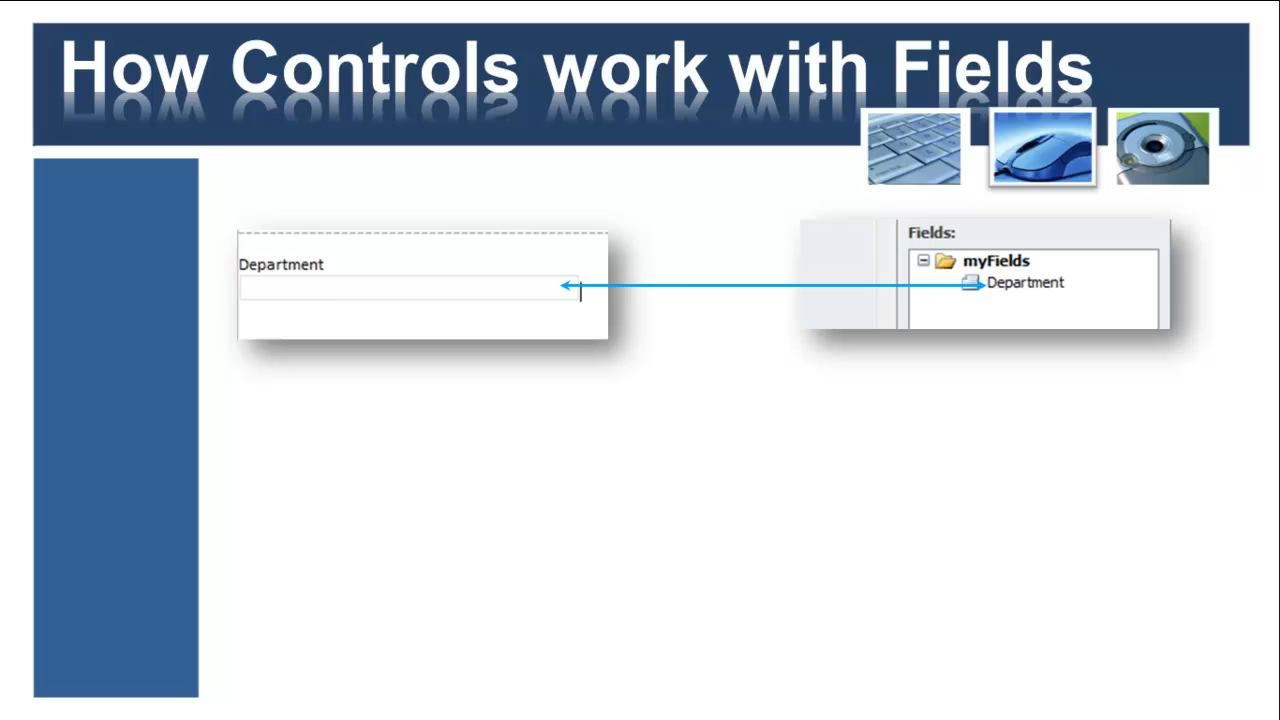 How Controls work with Fields
Department
Fields:
myFields
Department